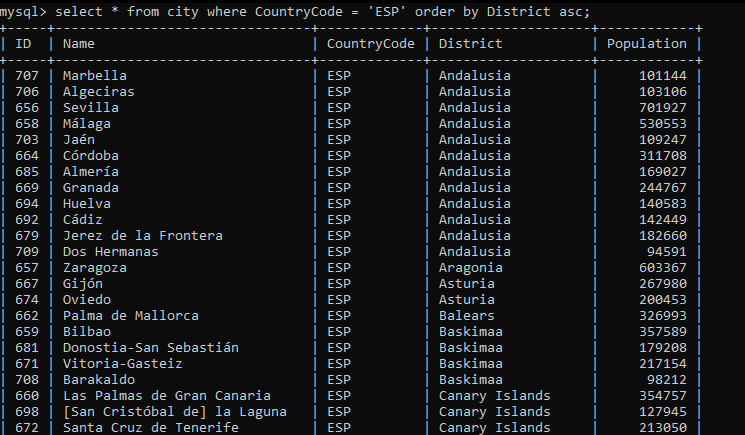 mysql> select * from city where CountryCode = 'ESP' order by District asc;
+-----+------------------------------+-------------+--------------------+------------+
| ID  | Name                         | CountryCode | District           | Population |
+-----+------------------------------+-------------+--------------------+------------+
| 707 | Marbella                     | ESP         | Andalusia          |     101144 |
| 706 | Algeciras                    | ESP         | Andalusia          |     103106 |
| 656 | Sevilla                      | ESP         | Andalusia          |     701927 |
| 658 | Málaga                       | ESP         | Andalusia          |     530553 |
| 703 | Jaén                         | ESP         | Andalusia          |     109247 |
| 664 | Córdoba                      | ESP         | Andalusia          |     311708 |
| 685 | Almería                      | ESP         | Andalusia          |     169027 |
| 669 | Granada                      | ESP         | Andalusia          |     244767 |
| 694 | Huelva                       | ESP         | Andalusia          |     140583 |
| 692 | Cádiz                        | ESP         | Andalusia          |     142449 |
| 679 | Jerez de la Frontera         | ESP         | Andalusia          |     182660 |
| 709 | Dos Hermanas                 | ESP         | Andalusia          |      94591 |
| 657 | Zaragoza                     | ESP         | Aragonia           |     603367 |
| 667 | Gijón                        | ESP         | Asturia            |     267980 |
| 674 | Oviedo                       | ESP         | Asturia            |     200453 |
| 662 | Palma de Mallorca            | ESP         | Balears            |     326993 |
| 659 | Bilbao                       | ESP         | Baskimaa           |     357589 |
| 681 | Donostia-San Sebastián       | ESP         | Baskimaa           |     179208 |
| 671 | Vitoria-Gasteiz              | ESP         | Baskimaa           |     217154 |
| 708 | Barakaldo                    | ESP         | Baskimaa           |      98212 |
| 660 | Las Palmas de Gran Canaria   | ESP         | Canary Islands     |     354757 |
| 698 | [San Cristóbal de] la Laguna | ESP         | Canary Islands     |     127945 |
| 672 | Santa Cruz de Tenerife       | ESP         | Canary Islands     |     213050 |